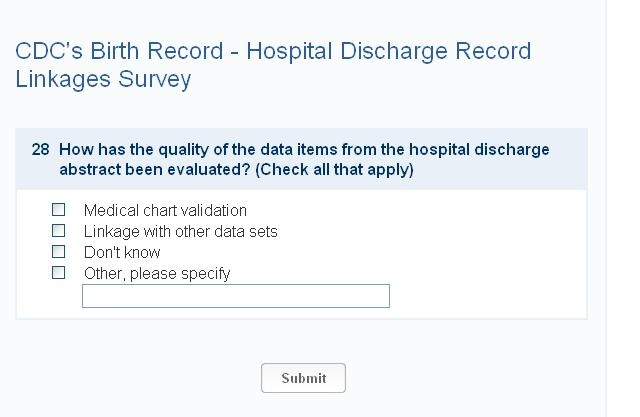 CDC's Birth Record - Hospital Discharge Record
Linkages Survey
28 How has the quality of the data items from the hospital discharge
abstract been evaluated? (Check all that apply)
Medical chart validation
Linkage with other data sets
Don't know
Other, please specify
Submit